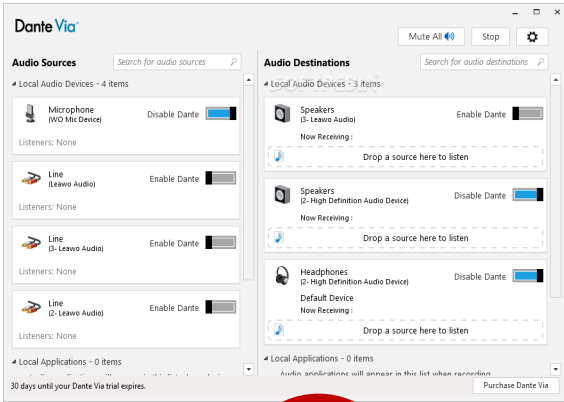 Dante Via
Mute All
Stop
Audio Sources
Search for audio sources
Local Audio Devices - 4 items
Microphone
(WO Mic Device)
Disable Dante
Listeners: None
Line
(Leawo Audio)
Enable Dante
Listeners: None
Line
(3- Leawo Audio)
Enable Dante
Listeners: None
Line
(2- Leawo Audio)
Enable Dante
Listeners: None
Local Applications - 0 items
Audio Destinations
Search for audio destinations
SOFTPEDIA
Local Audio Devices - 3 items
Speakers
(3- Leawo Audio)
Enable Dante
Now Receiving :
Drop a source here to listen
Speakers
(2- High Definition Audio Device)
Disable Dante
Now Receiving :
Drop a source here to listen
Headphones
(2- High Definition Audio Device)
Disable Dante
Default Device
Now Receiving :
Drop a source here to listen
Local Applications - 0 items
Audio applications will appear in this list when recording
30 days until your Dante Via trial expires.
Purchase Dante Via